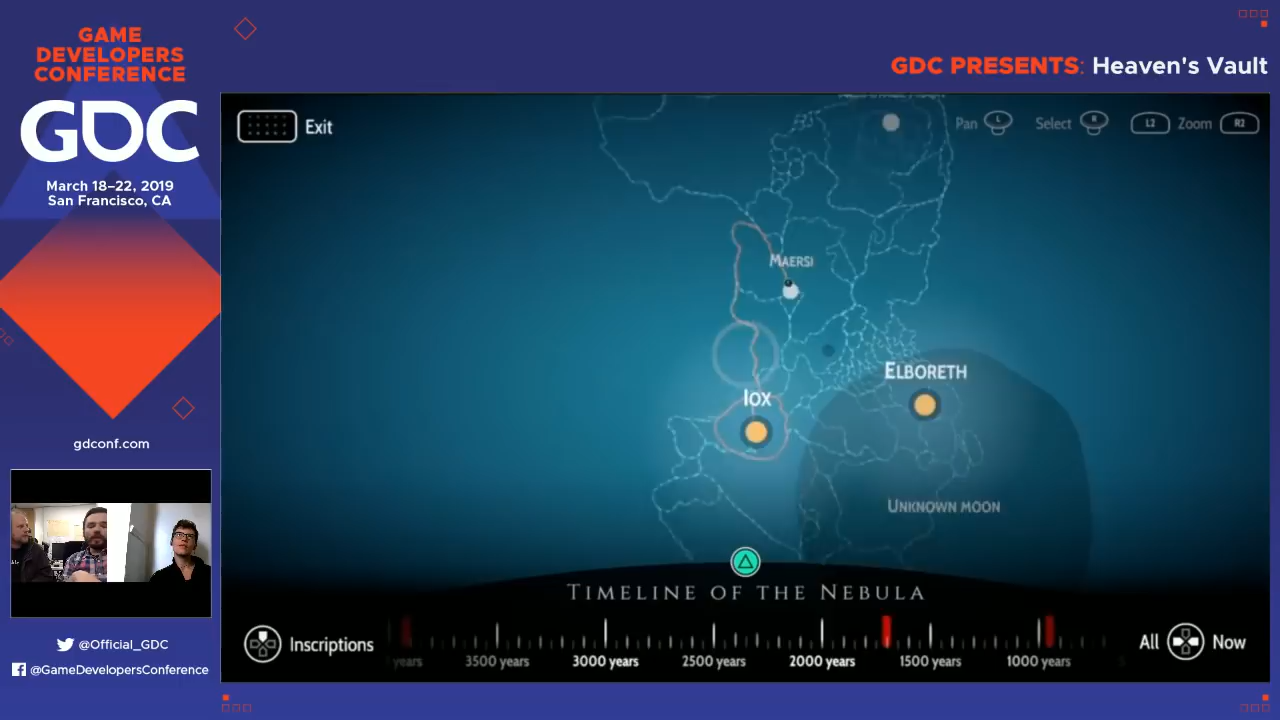 GAME
DEVELOPERS
CONFERENCE
GDC
March 18–22, 2019
San Francisco, CA
gdconf.com
@Official_GDC
@GameDevelopersConference
GDC PRESENTS: Heaven's Vault
Exit
Pan L Select R L2 Zoom R2
MAERSI
IOX
ELBORETH
UNKNOWN MOON
TIMELINE OF THE NEBULA
Inscriptions
years 3500 years 3000 years 2500 years 2000 years 1500 years 1000 years
All Now